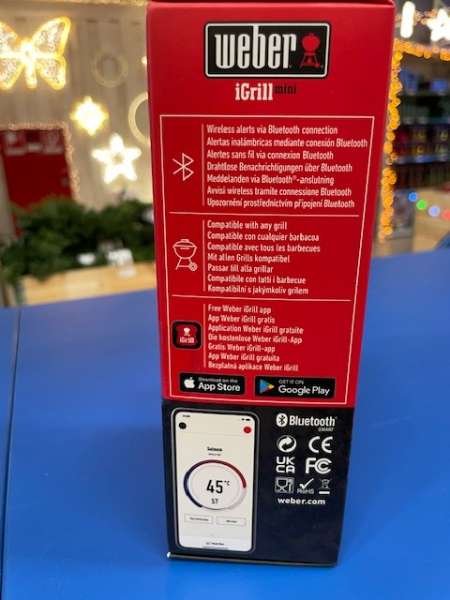 weber
iGrill mini
Wireless alerts via Bluetooth connection
Alertas inalámbricas mediante conexión Bluetooth
Alertes sans fil via connexion Bluetooth
Drahtlose Benachrichtigungen über Bluetooth
Meddelanden via Bluetooth®-anslutning
Avvisi wireless tramite connessione Bluetooth
Upozornění prostřednictvím připojení Bluetooth
Compatible with any grill
Compatible con cualquier barbacoa
Compatible avec tous les barbecues
Mit allen Grills kompatibel
Passar till alla grillar
Compatibile con tutti i barbecue
Kompatibilní s jakýmkoliv grilem
Free Weber iGrill app
App Weber iGrill gratis
Application Weber iGrill gratuite
Die kostenlose Weber iGrill-App
Gratis Weber iGrill-app
App Weber iGrill gratuita
Bezplatná aplikace Weber iGrill
iGrill
Download on the
App Store
GET IT ON
Google Play
Bluetooth®
SMART
45°C
ST
CE
UK
CA
FC
RoHS
weber.com